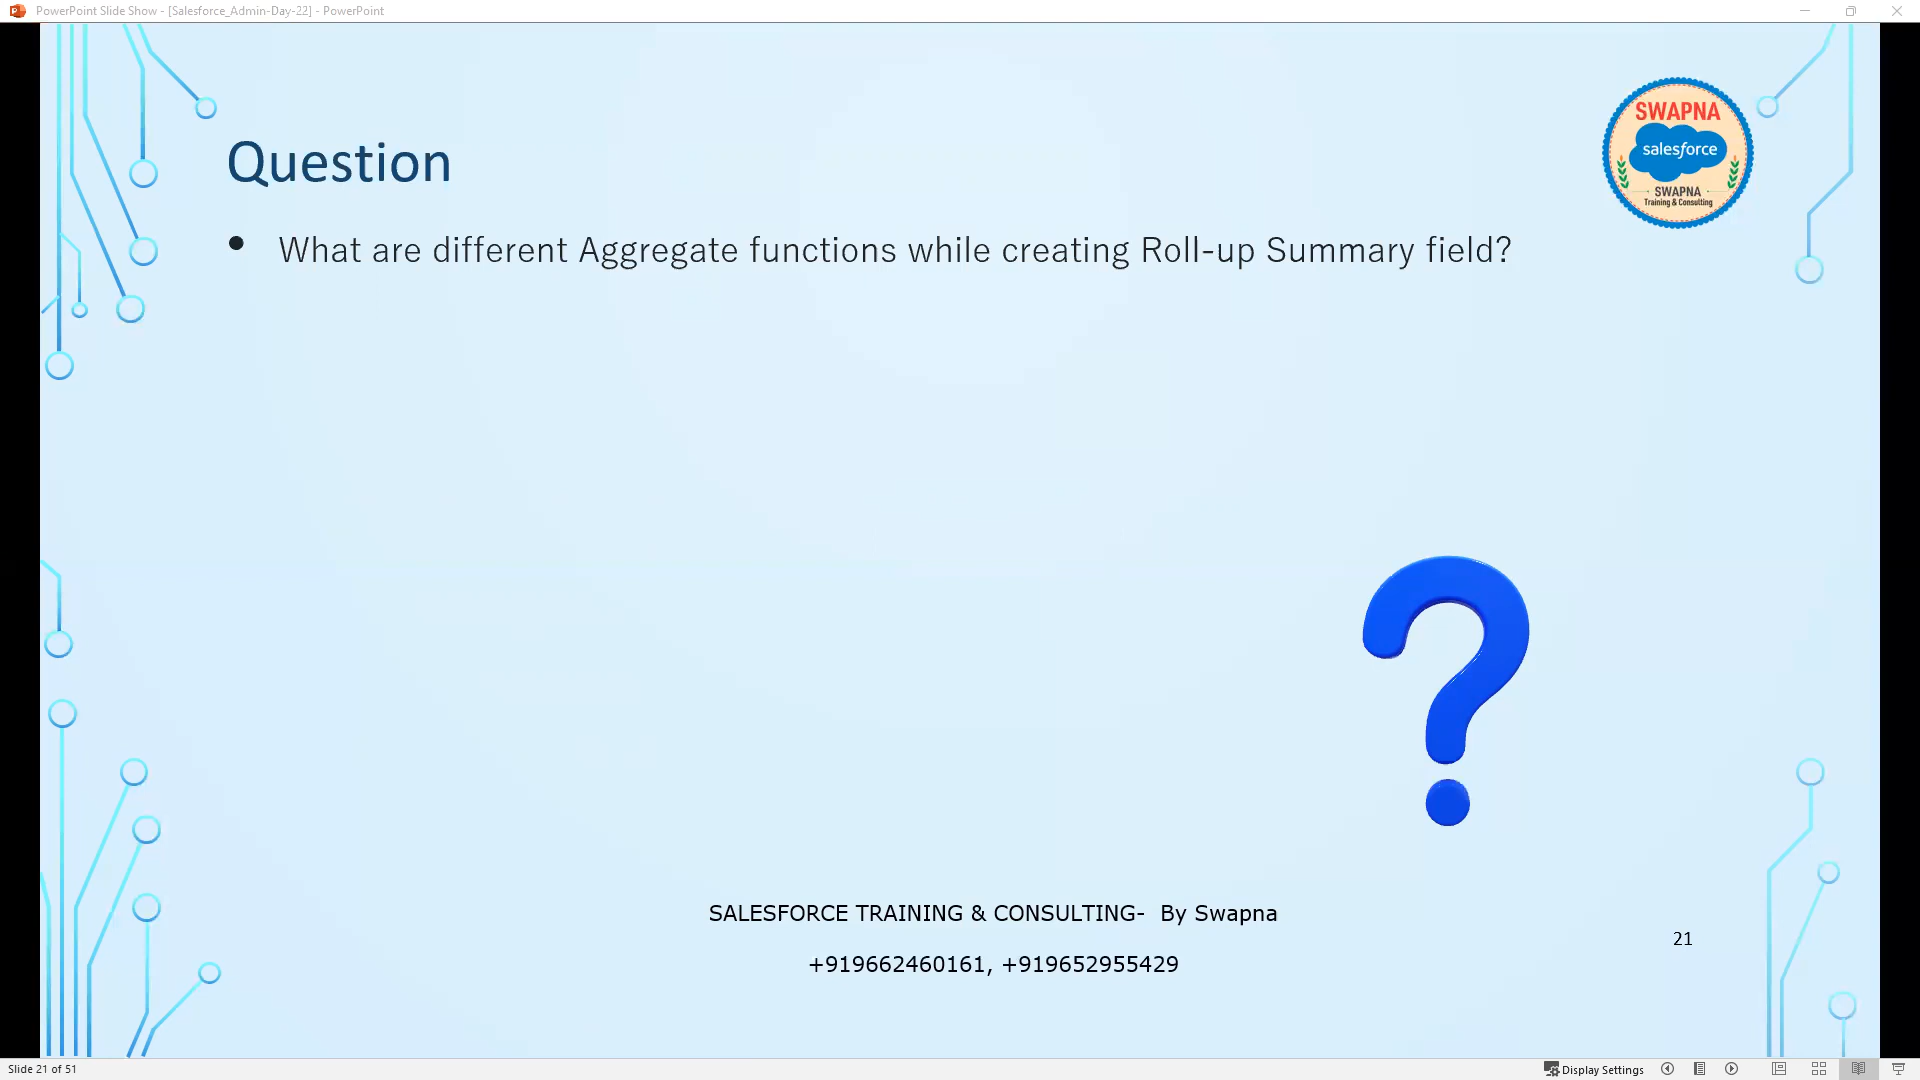 PowerPoint Slide Show - [Salesforce_Admin-Day-22] - PowerPoint
SWAPNA
salesforce
SWAPNA
Training & Consulting
Question
• What are different Aggregate functions while creating Roll-up Summary field?
SALESFORCE TRAINING & CONSULTING- By Swapna
+919662460161, +919652955429
21
Slide 21 of 51
Display Settings